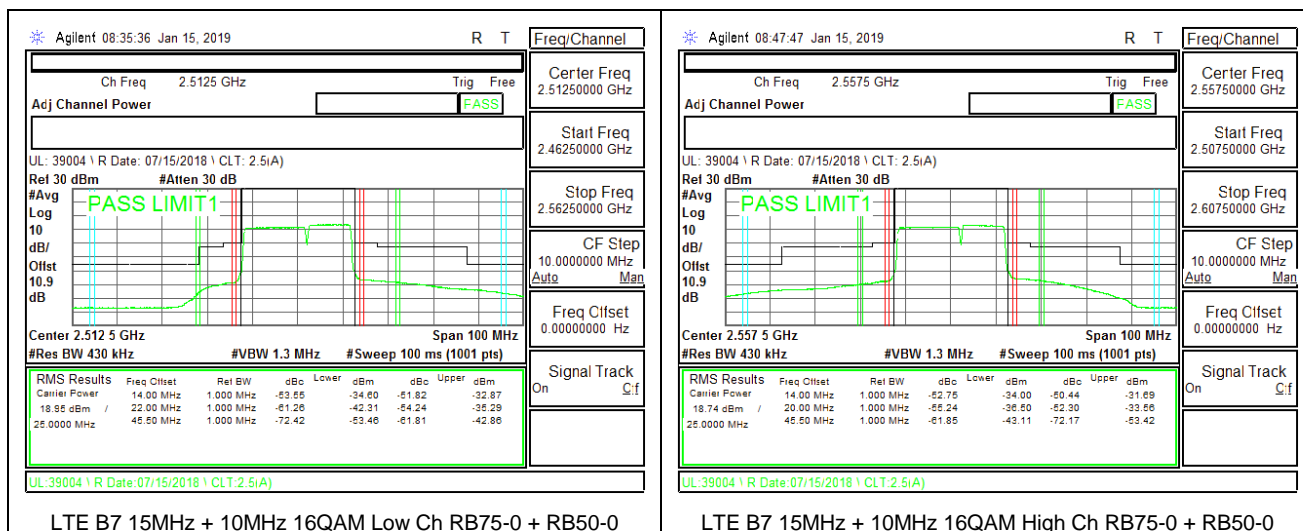 Agilent 08:35:36 Jan 15, 2019 R T
Freq/Channel
Ch Freq 2.5125 GHz Trig Free
Adj Channel Power PASS
Center Freq
2.51250000 GHz
Start Freq
2.46250000 GHz
UL: 39004 \ R Date: 07/15/2018 \ CLT: 2.5(A)
Ref 30 dBm #Atten 30 dB
#Avg
Log
10
dB/
Offst
10.9
dB
PASS LIMIT1
Stop Freq
2.56250000 GHz
CF Step
10.0000000 MHz
Auto Man
Freq Offset
0.00000000 Hz
Center 2.512 5 GHz Span 100 MHz
#Res BW 430 kHz #VBW 1.3 MHz #Sweep 100 ms (1001 pts)
Signal Track
On Off
RMS Results Freq Offset Ref BW dBc Lower dBm dBc Upper dBm
Carrier Power 14.00 MHz 1.000 MHz -53.55 -34.60 -51.82 -32.87
18.95 dBm / 22.00 MHz 1.000 MHz -61.26 -42.31 -54.24 -35.29
25.0000 MHz 45.50 MHz 1.000 MHz -72.42 -53.46 -61.81 -42.86
UL:39004 \ R Date:07/15/2018 \ CLT:2.5(A)
LTE B7 15MHz + 10MHz 16QAM Low Ch RB75-0 + RB50-0
Agilent 08:47:47 Jan 15, 2019 R T
Freq/Channel
Ch Freq 2.5575 GHz Trig Free
Adj Channel Power PASS
Center Freq
2.55750000 GHz
Start Freq
2.50750000 GHz
UL: 39004 \ R Date: 07/15/2018 \ CLT: 2.5(A)
Ref 30 dBm #Atten 30 dB
#Avg
Log
10
dB/
Offst
10.9
dB
PASS LIMIT1
Stop Freq
2.60750000 GHz
CF Step
10.0000000 MHz
Auto Man
Freq Offset
0.00000000 Hz
Center 2.557 5 GHz Span 100 MHz
#Res BW 430 kHz #VBW 1.3 MHz #Sweep 100 ms (1001 pts)
Signal Track
On Off
RMS Results Freq Offset Ref BW dBc Lower dBm dBc Upper dBm
Carrier Power 14.00 MHz 1.000 MHz -52.75 -34.00 -50.44 -31.69
18.74 dBm / 20.00 MHz 1.000 MHz -55.24 -36.50 -52.30 -33.56
25.0000 MHz 45.50 MHz 1.000 MHz -61.85 -43.11 -72.17 -53.42
UL:39004 \ R Date:07/15/2018 \ CLT:2.5(A)
LTE B7 15MHz + 10MHz 16QAM High Ch RB75-0 + RB50-0